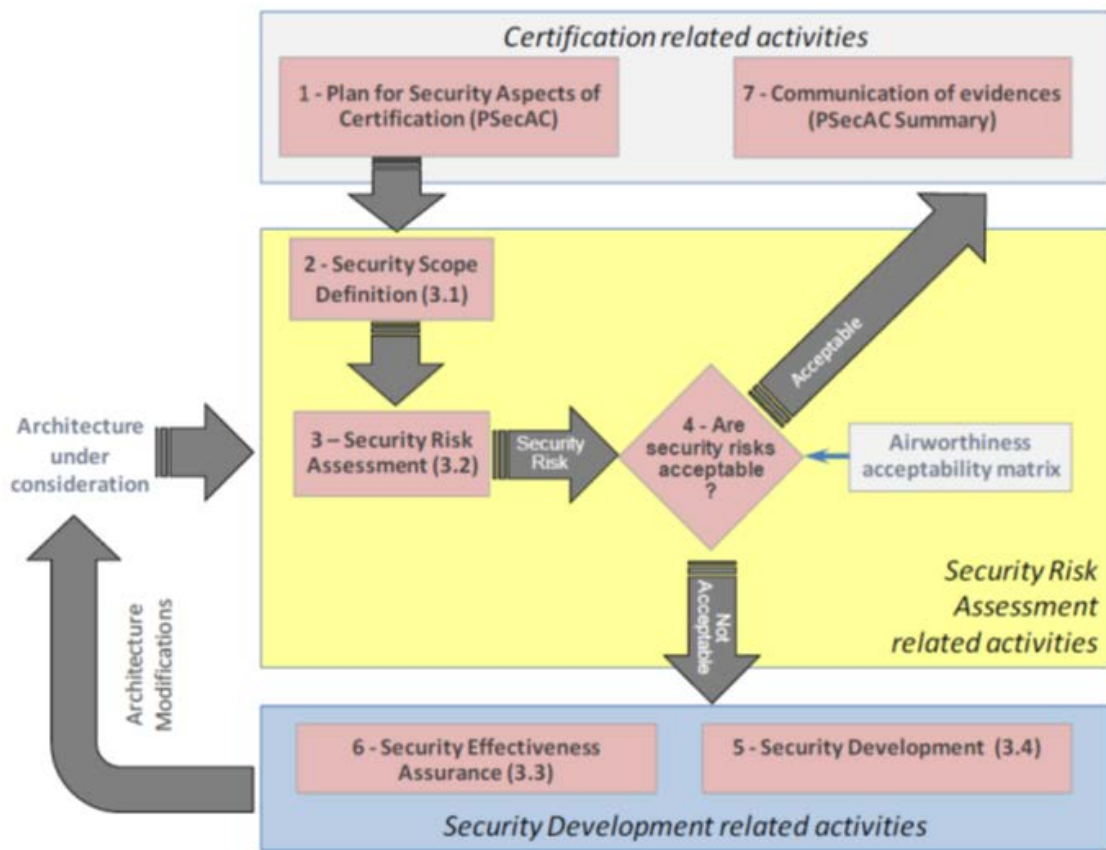 Certification related activities
1 - Plan for Security Aspects of
Certification (PSecAC)
7 - Communication of evidences
(PSecAC Summary)
2 - Security Scope
Definition (3.1)
Acceptable
Architecture
under
consideration
3 – Security Risk
Assessment (3.2)
Security
Risk
4 - Are
security risks
acceptable
?
Airworthiness
acceptability matrix
Not
Acceptable
Security Risk
Assessment
related activities
Architecture
Modifications
6 - Security Effectiveness
Assurance (3.3)
5 - Security Development (3.4)
Security Development related activities